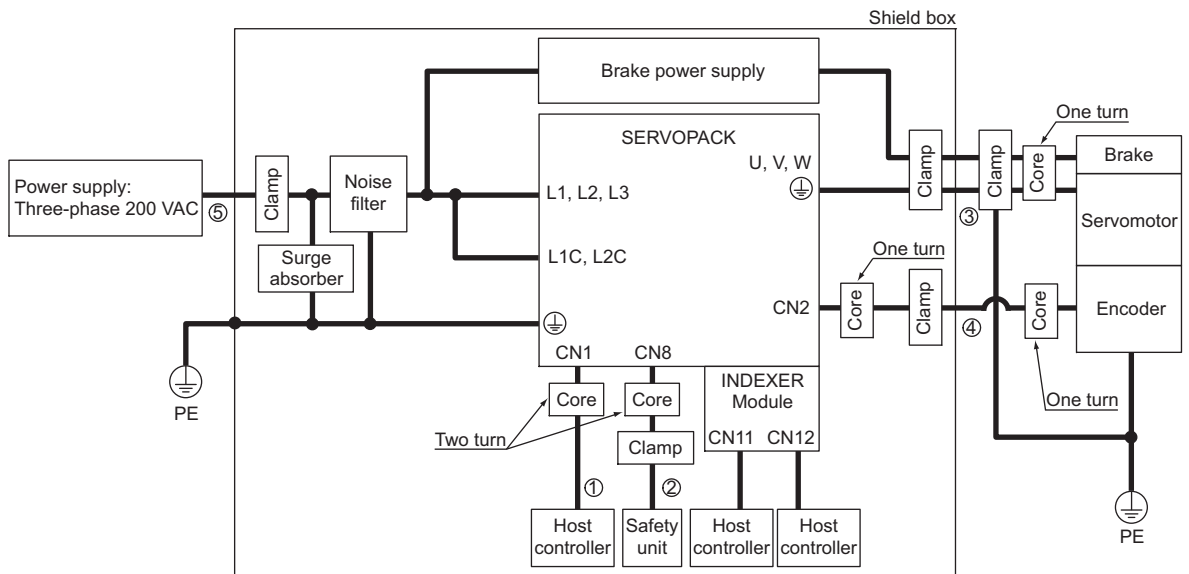 Shield box
Brake power supply
One turn
SERVOPACK
U, V, W
Clamp
Clamp
Core
Brake
Power supply:
Three-phase 200 VAC
⑤
Clamp
Noise
filter
L1, L2, L3
③
Servomotor
Surge
absorber
L1C, L2C
One turn
CN2
Core
Clamp
④
Core
Encoder
PE
CN1
CN8
INDEXER
Module
One turn
Core
Core
Two turn
Clamp
CN11
CN12
①
②
Host
controller
Safety
unit
Host
controller
Host
controller
PE